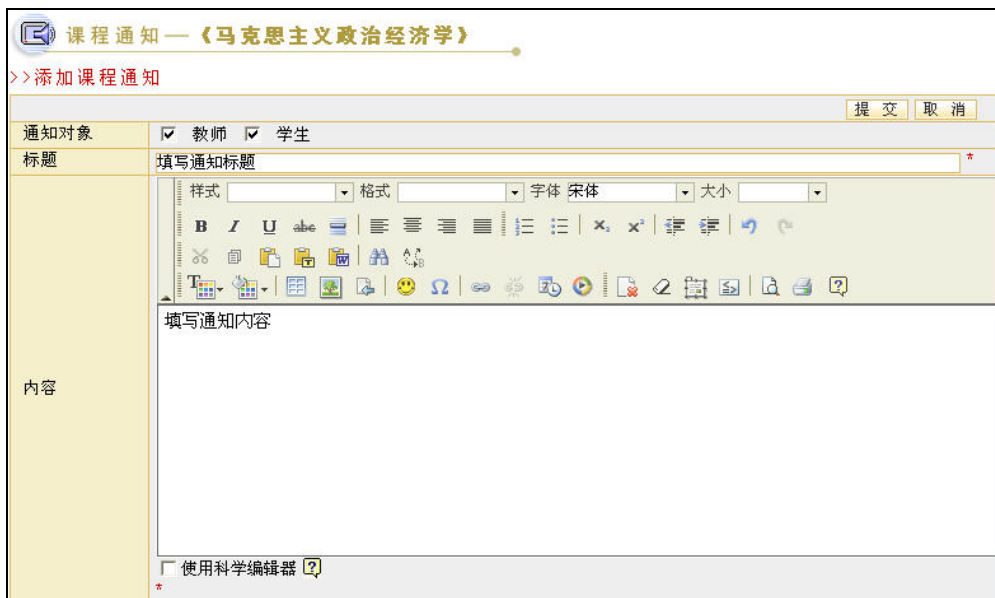 课程通知—《马克思主义政治经济学》
>>添加课程通知
提 交 取 消
通知对象 教师 学生
标题 填写通知标题 *
样式 格式 字体 宋体 大小
B I U abc X₂ X²
填写通知内容
内容
使用科学编辑器
*